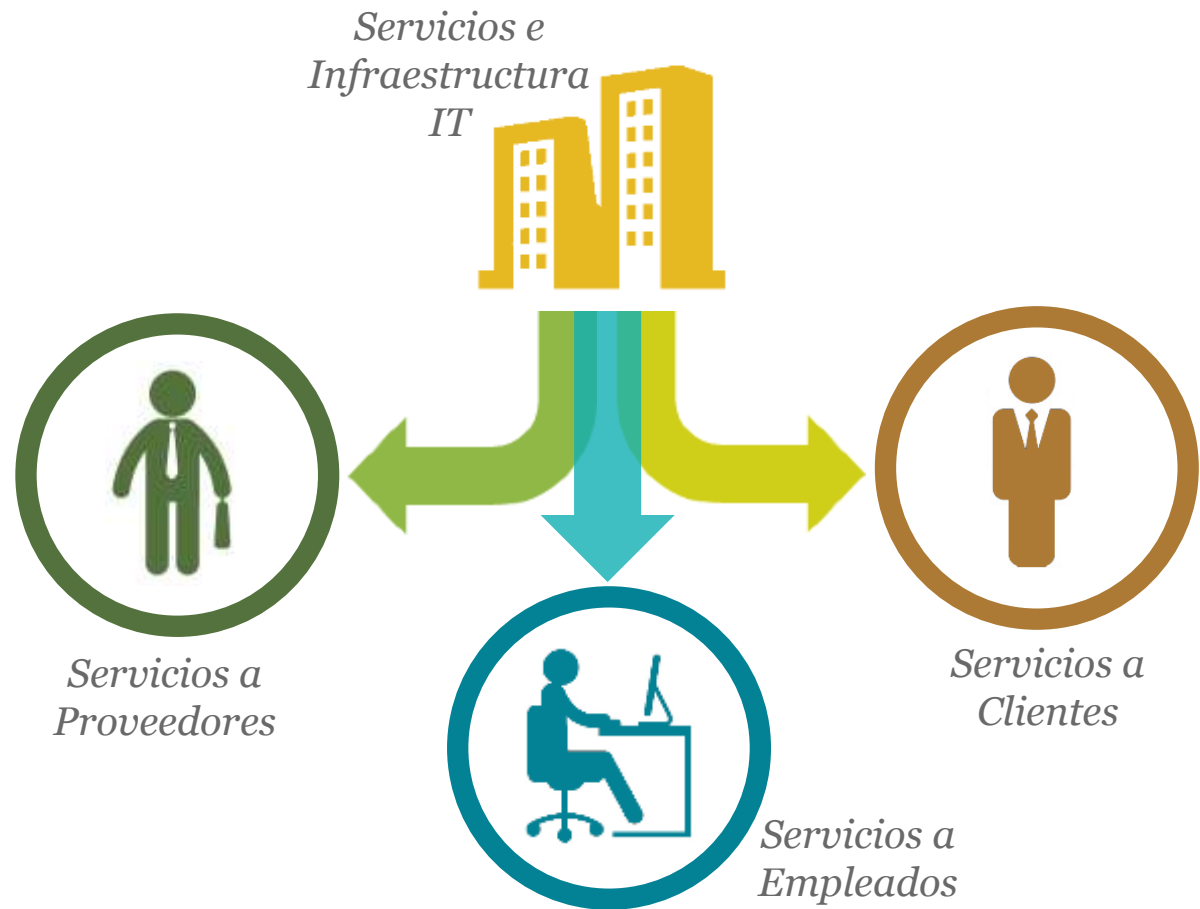 Servicios e
Infraestructura
IT
Servicios a
Proveedores
Servicios a
Clientes
Servicios a
Empleados